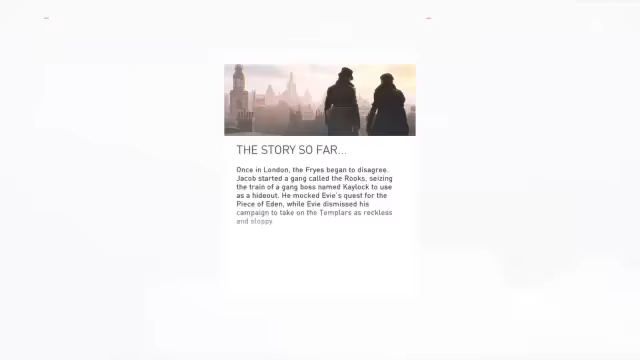 THE STORY SO FAR...
Once in London, the Fryes began to disagree.
Jacob started a gang called the Rooks, seizing
the train of a gang boss named Kaylock to use
as a hideout. He mocked Evie's quest for the
Piece of Eden, while Evie dismissed his
campaign to take on the Templars as reckless
and sloppy.